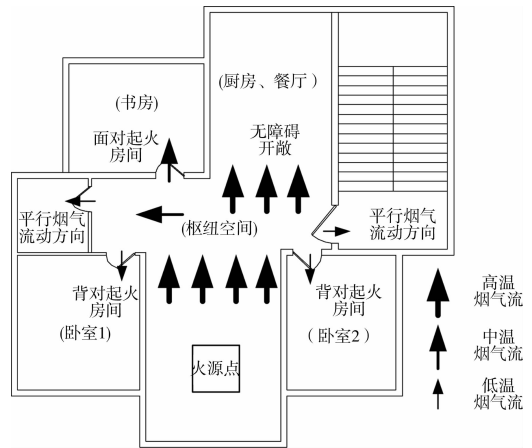 (书房)
面对起火
房间
(厨房、餐厅)
无障碍
开敞
平行烟气
流动方向
(枢纽空间)
平行烟气
流动方向
背对起火
房间
(卧室1)
背对起火
房间
(卧室2)
火源点
高温
烟气流
中温
烟气流
低温
烟气流